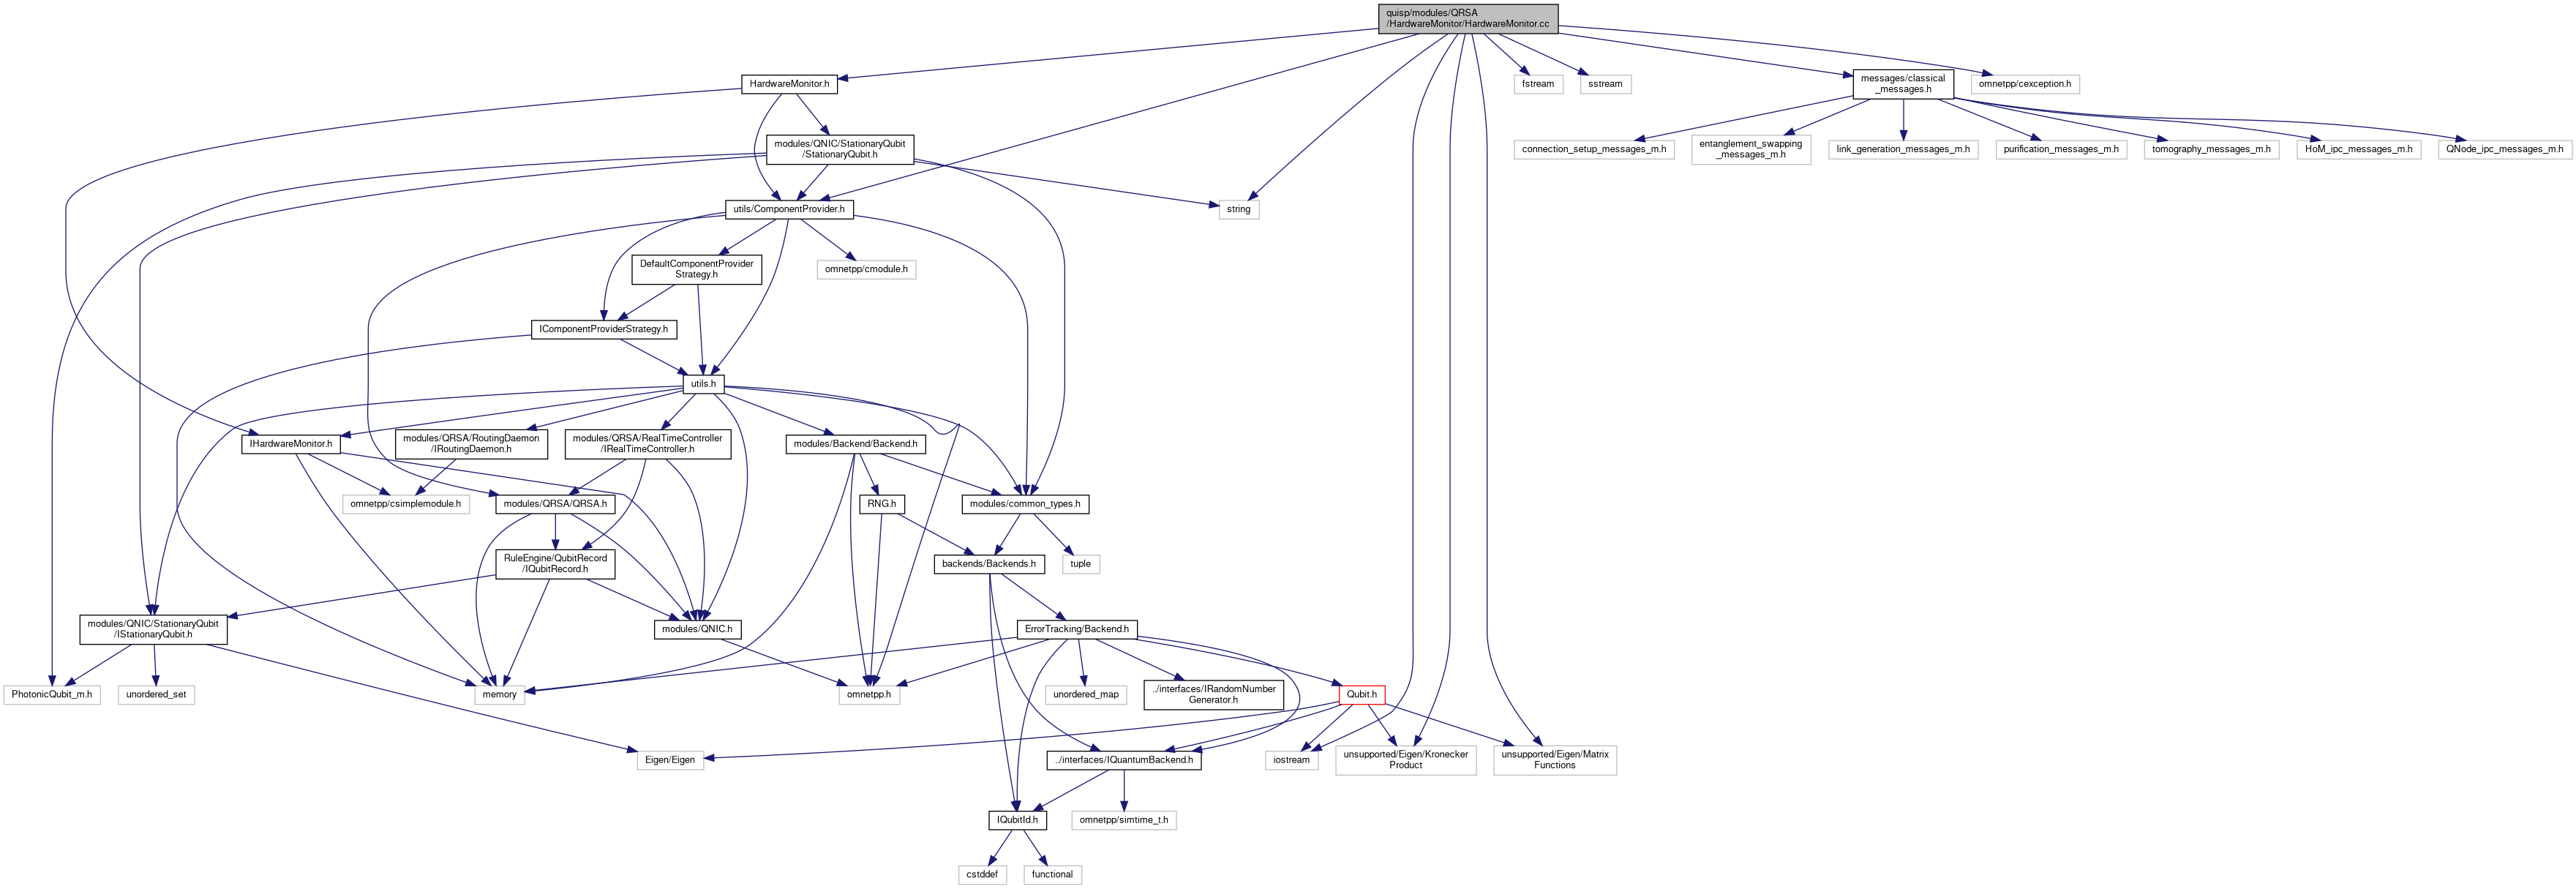 quisp/modules/QRSA
/HardwareMonitor/HardwareMonitor.cc
HardwareMonitor.h
fstream
sstream
messages/classical
_messages.h
omnetpp/cexception.h
modules/QNIC/StationaryQubit
/StationaryQubit.h
connection_setup_messages_m.h
entanglement_swapping
_messages_m.h
link_generation_messages_m.h
purification_messages_m.h
tomography_messages_m.h
HoM_ipc_messages_m.h
QNode_ipc_messages_m.h
utils/ComponentProvider.h
string
DefaultComponentProvider
Strategy.h
omnetpp/cmodule.h
IComponentProviderStrategy.h
utils.h
IHardwareMonitor.h
modules/QRSA/RoutingDaemon
/IRoutingDaemon.h
modules/QRSA/RealTimeController
/IRealTimeController.h
modules/Backend/Backend.h
omnetpp/csimplemodule.h
modules/QRSA/QRSA.h
RNG.h
modules/common_types.h
RuleEngine/QubitRecord
/IQubitRecord.h
backends/Backends.h
tuple
modules/QNIC/StationaryQubit
/IStationaryQubit.h
modules/QNIC.h
ErrorTracking/Backend.h
PhotonicQubit_m.h
unordered_set
memory
omnetpp.h
unordered_map
../interfaces/IRandomNumber
Generator.h
Qubit.h
Eigen/Eigen
../interfaces/IQuantumBackend.h
iostream
unsupported/Eigen/Kronecker
Product
unsupported/Eigen/Matrix
Functions
IQubitId.h
omnetpp/simtime_t.h
cstddef
functional